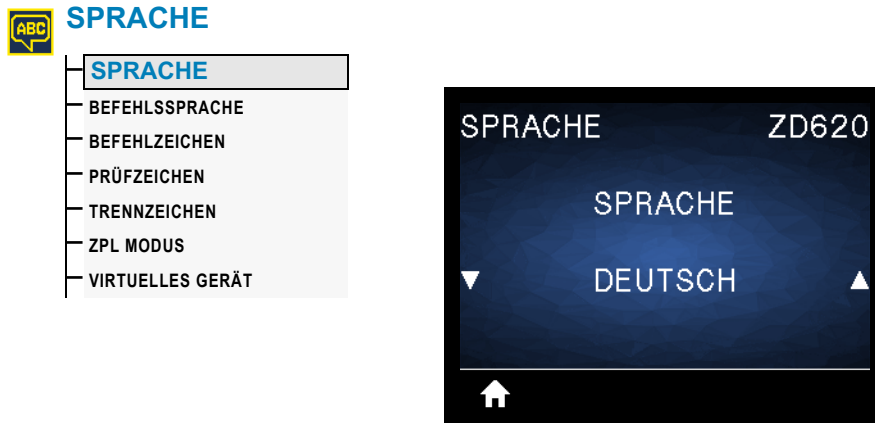 ABC
SPRACHE
SPRACHE
BEFEHLSSPRACHE
BEFEHLZEICHEN
PRÜFZEICHEN
TRENNZEICHEN
ZPL MODUS
VIRTUELLES GERÄT
SPRACHE ZD620
SPRACHE
DEUTSCH